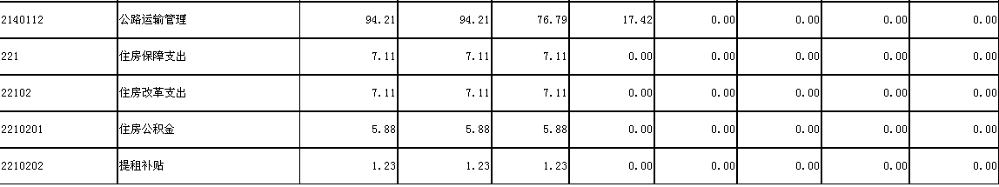 2140112 公路运输管理 94.21 94.21 76.79 17.42 0.00 0.00 0.00 0.00
221 住房保障支出 7.11 7.11 7.11 0.00 0.00 0.00 0.00 0.00
22102 住房改革支出 7.11 7.11 7.11 0.00 0.00 0.00 0.00 0.00
2210201 住房公积金 5.88 5.88 5.88 0.00 0.00 0.00 0.00 0.00
2210202 提租补贴 1.23 1.23 1.23 0.00 0.00 0.00 0.00 0.00